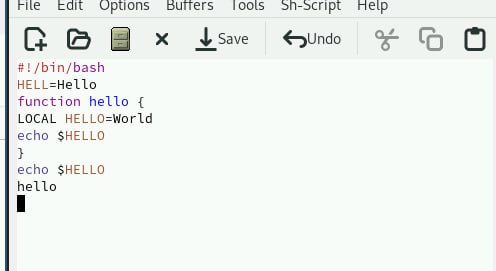 File Edit Options Buffers Tools Sh-Script Help
Save Undo
#!/bin/bash
HELL=Hello
function hello {
LOCAL HELLO=World
echo $HELLO
}
echo $HELLO
hello